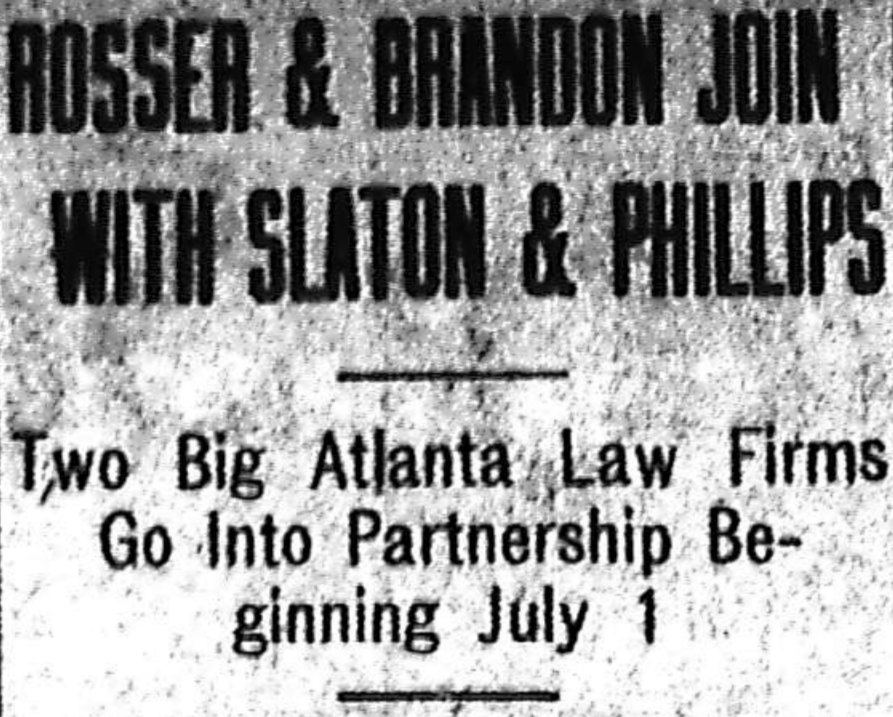 ROSSER & BRANDON JOIN
WITH SLATON & PHILLIPS
Two Big Atlanta Law Firms
Go Into Partnership Be-
ginning July 1